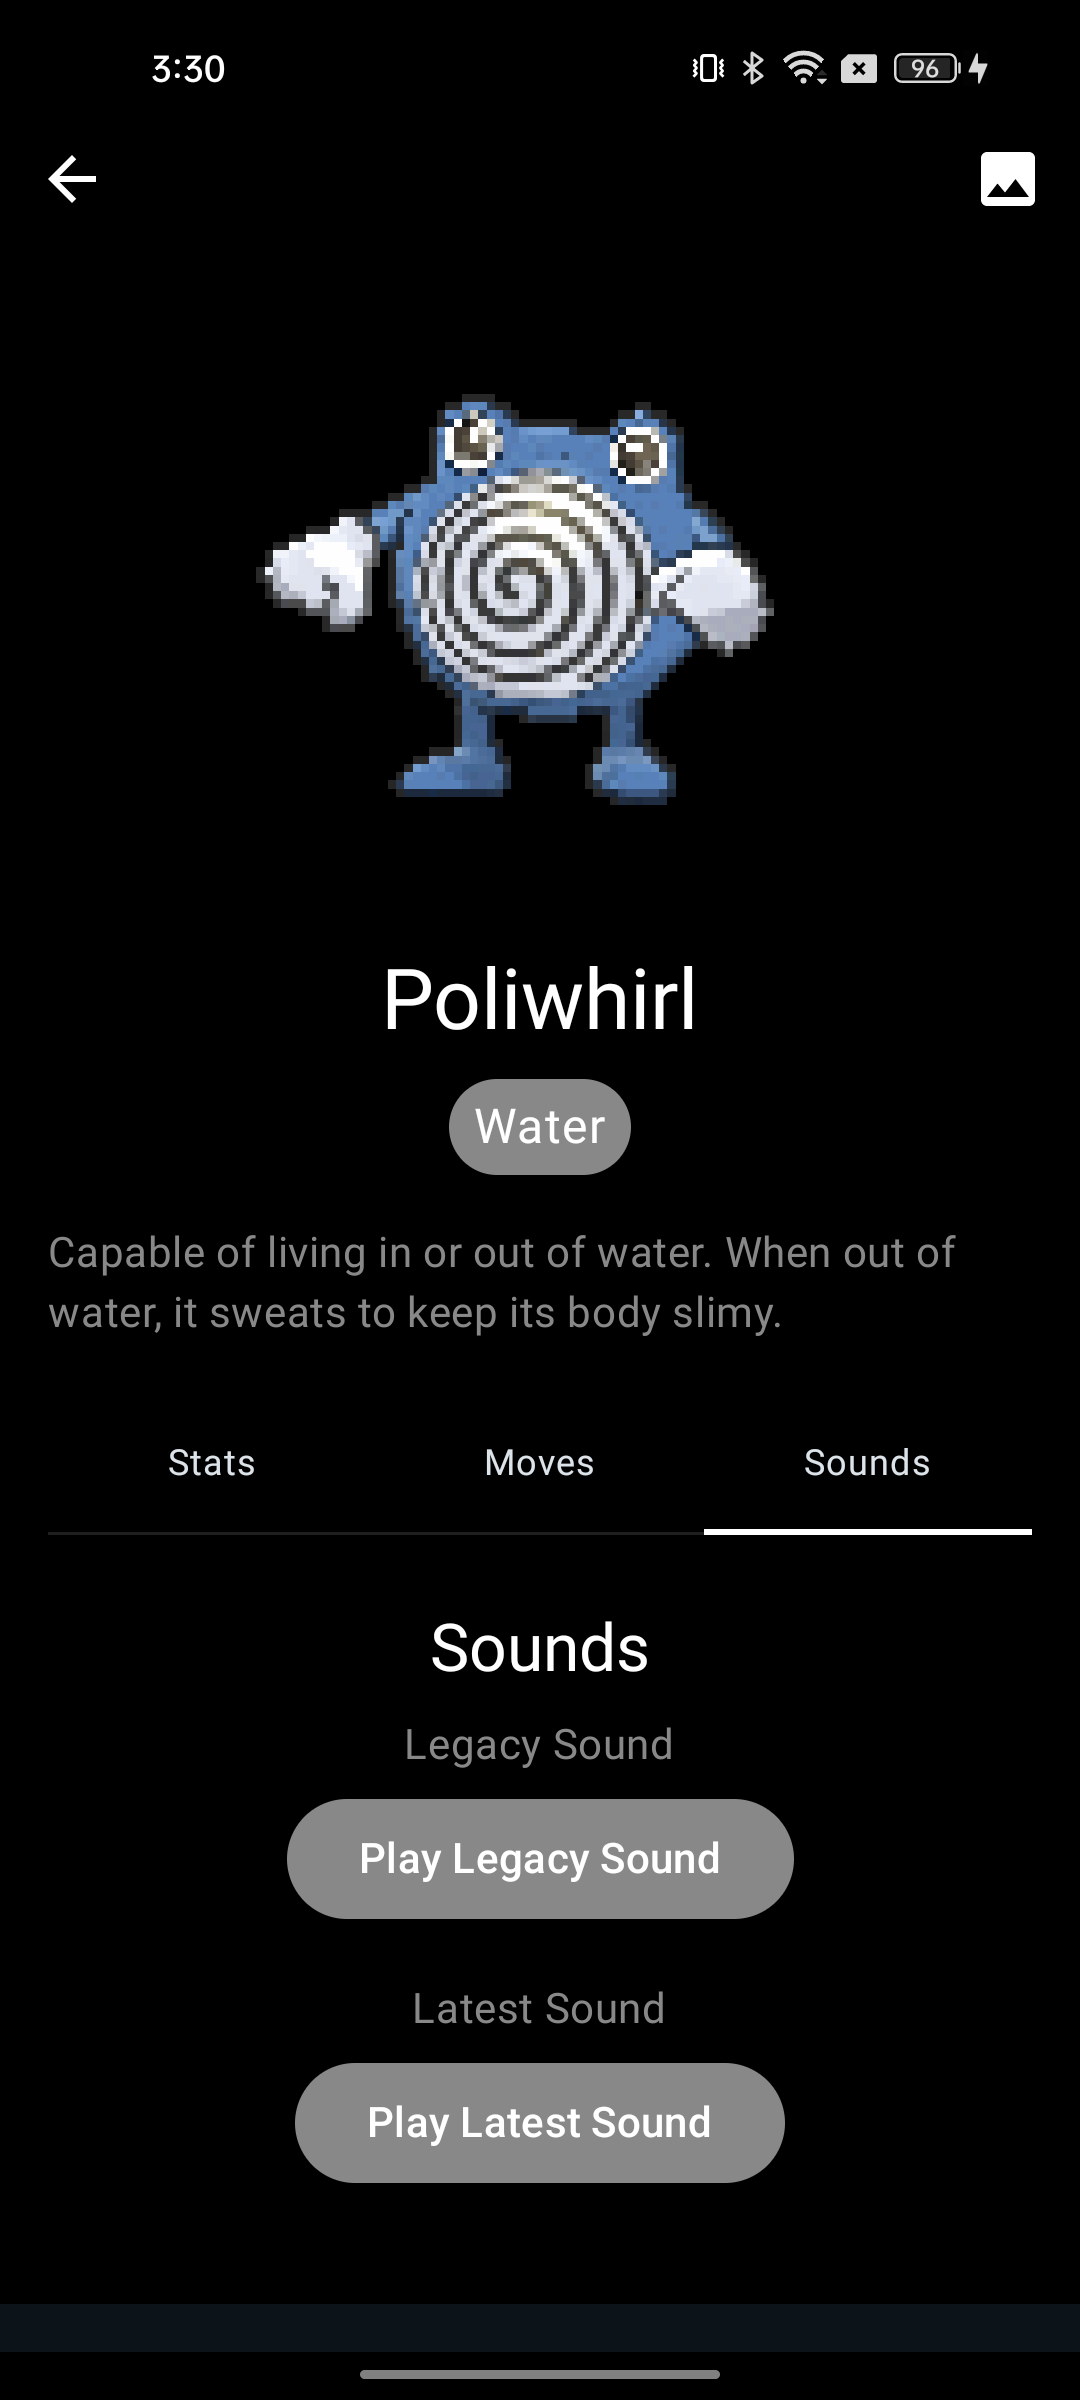 3:30
96
Poliwhirl
Water
Capable of living in or out of water. When out of
water, it sweats to keep its body slimy.
Stats
Moves
Sounds
Sounds
Legacy Sound
Play Legacy Sound
Latest Sound
Play Latest Sound